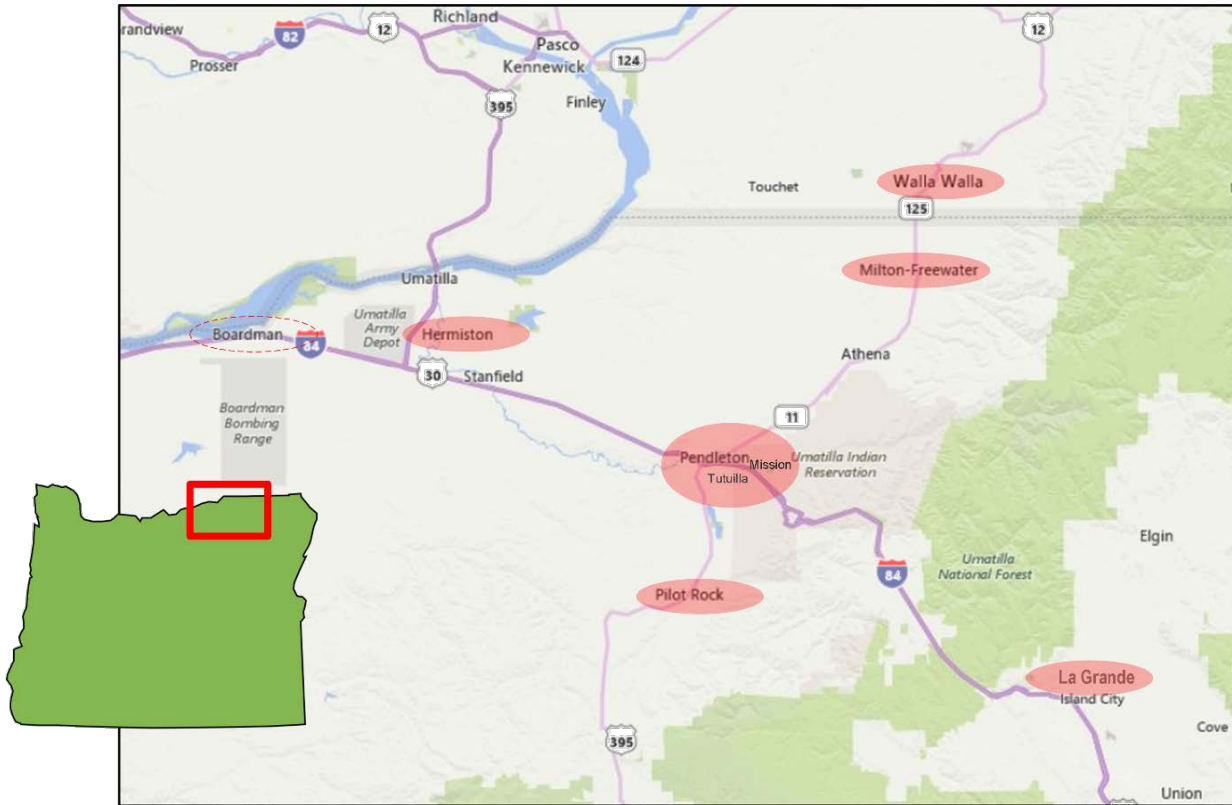 randview
82
12
Richland
12
Prosser
Pasco
Kennewick
124
395
Finley
Walla Walla
Touchet
125
Umatilla
Milton-Freewater
Umatilla
Army
Depot
Boardman
84
Hermiston
30
Stanfield
Athena
Boardman
Bombing
Range
11
Pendleton
Mission
Tutuilla
Umatilla Indian
Reservation
Elgin
Umatilla
National Forest
84
Pilot Rock
La Grande
Island City
395
Cove
Union